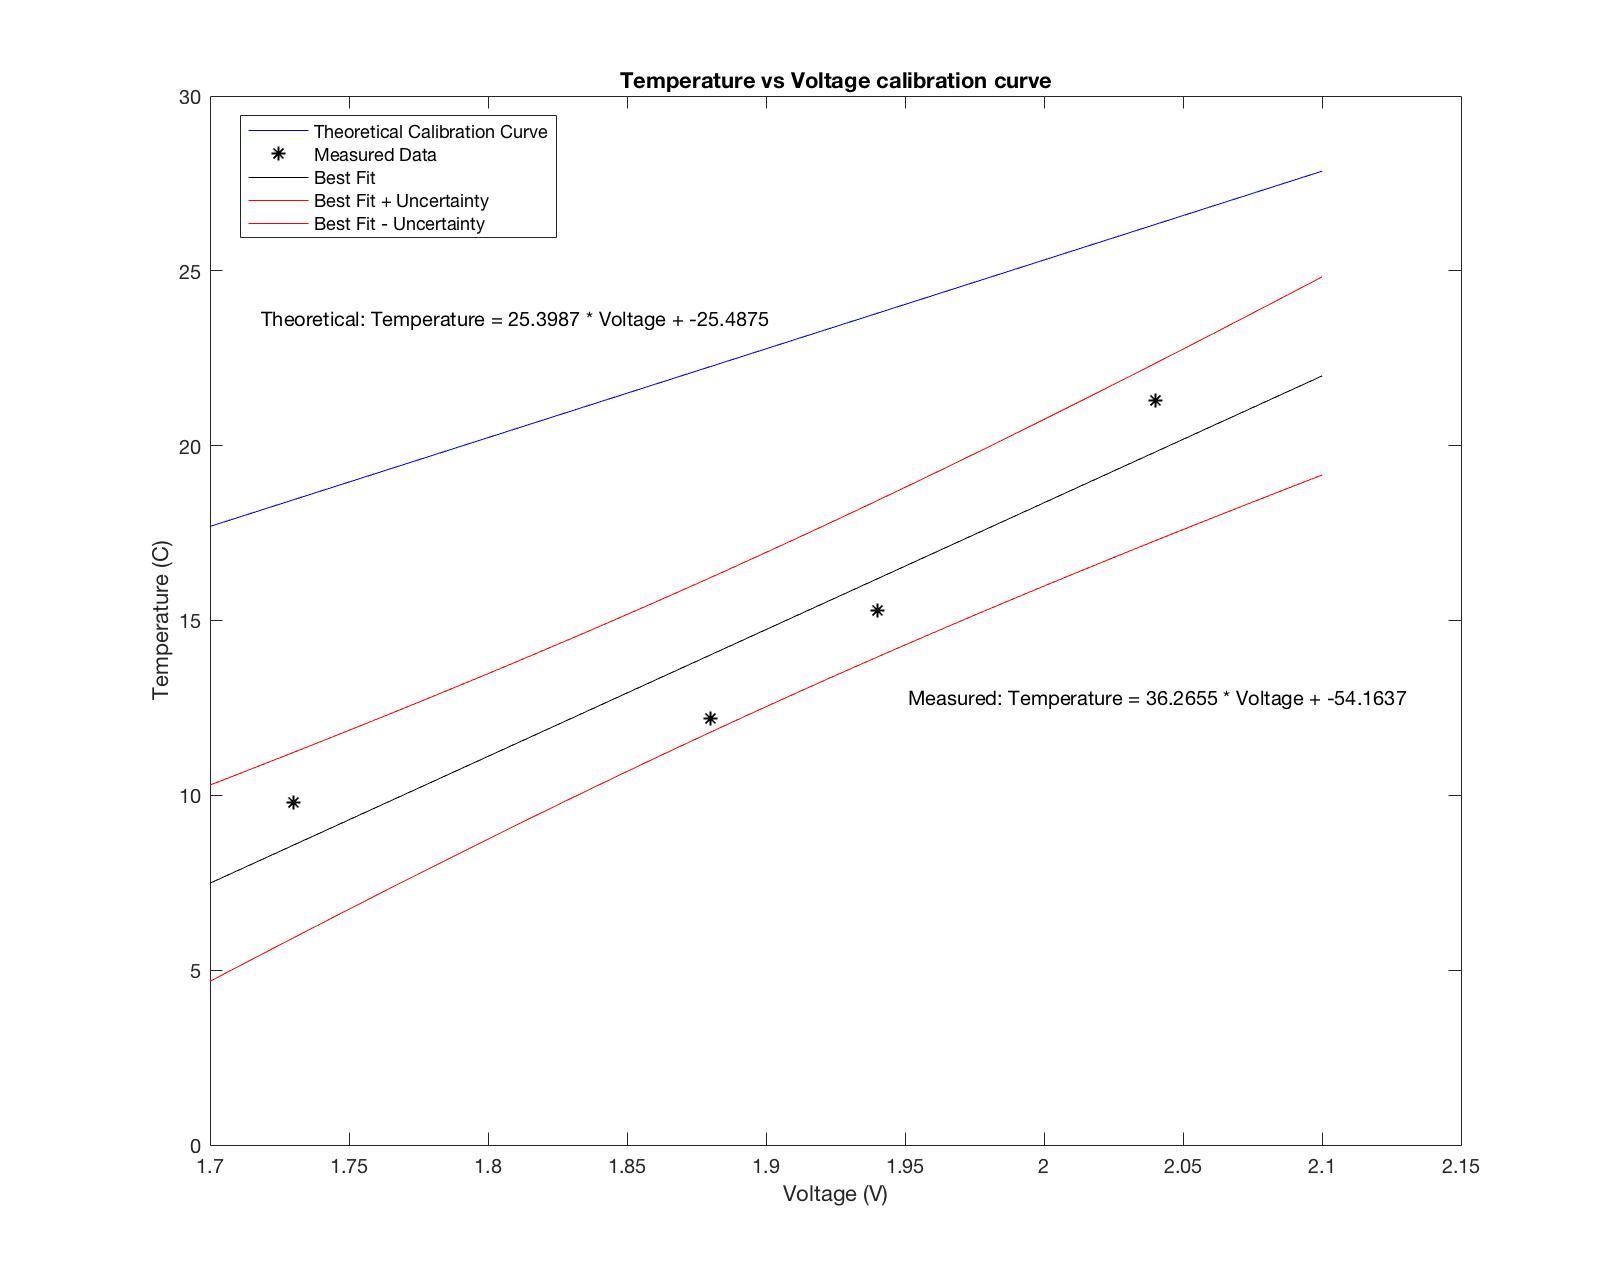 Temperature vs Voltage calibration curve
Theoretical Calibration Curve
Measured Data
Best Fit
Best Fit + Uncertainty
Best Fit - Uncertainty
Theoretical: Temperature = 25.3987 * Voltage + -25.4875
Measured: Temperature = 36.2655 * Voltage + -54.1637
Temperature (C)
30
25
20
15
10
5
0
1.7 1.75 1.8 1.85 1.9 1.95 2 2.05 2.1 2.15
Voltage (V)